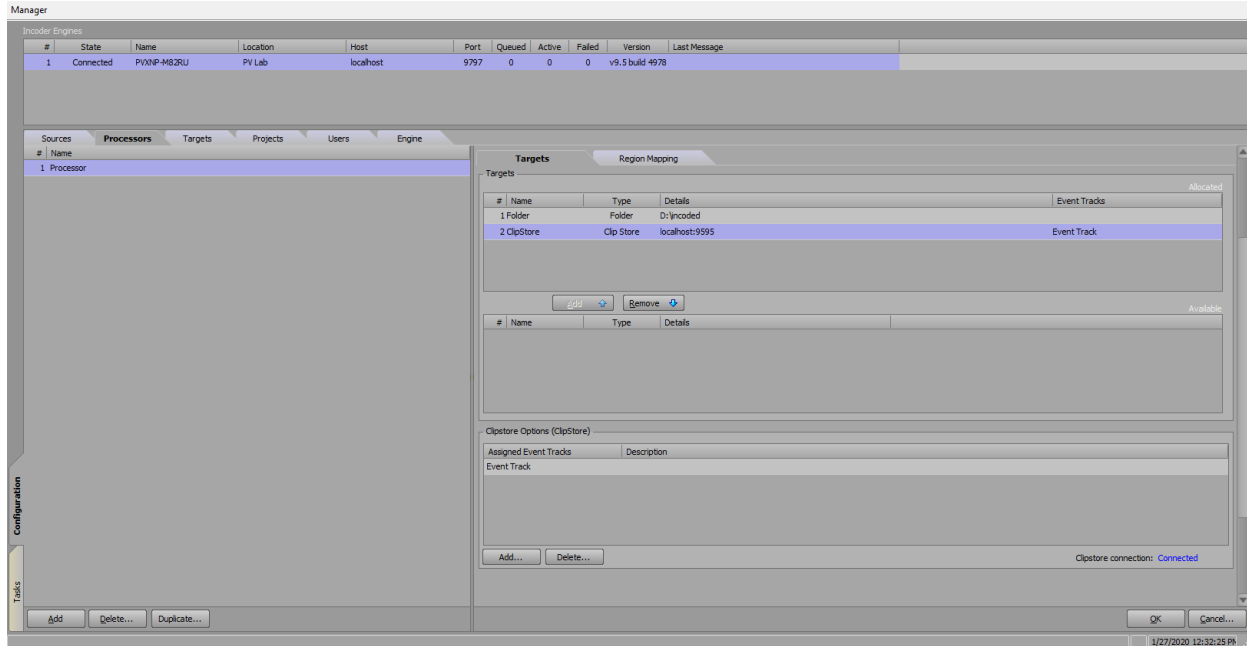 Manager
Incoder Engines
# State Name Location Host Port Queued Active Failed Version Last Message
1 Connected PVXNP-M82RIJ PV Lab localhost 9797 0 0 0 v9.5 build 4978
Sources Processors Targets Projects Users Engine
# Name
1 Processor
Targets Region Mapping
Targets
Allocated
# Name Type Details Event Tracks
1 Folder Folder D:\incoded
2 ClipStore Clip Store localhost:9595 Event Track
Add Remove
Available
# Name Type Details
Clipstore Options (ClipStore)
Assigned Event Tracks Description
Event Track
Configuration
Add... Delete... Clipstore connection: Connected
Tasks
Add Delete... Duplicate... OK Cancel...
1/27/2020 12:32:25 PM